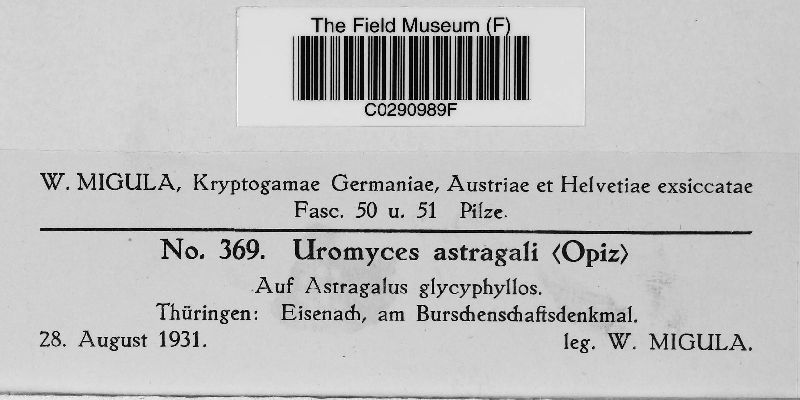 The Field Museum (F)
C0290989F
W. MIGULA, Kryptogamae Germaniae, Austriae et Helvetiae exsiccatae
Fasc. 50 u. 51 Pilze.
No. 369. Uromyces astragali ⟨Opiz⟩
Auf Astragalus glycyphyllos.
Thüringen: Eisenach, am Burschenschaftsdenkmal.
28. August 1931. leg. W. MIGULA.